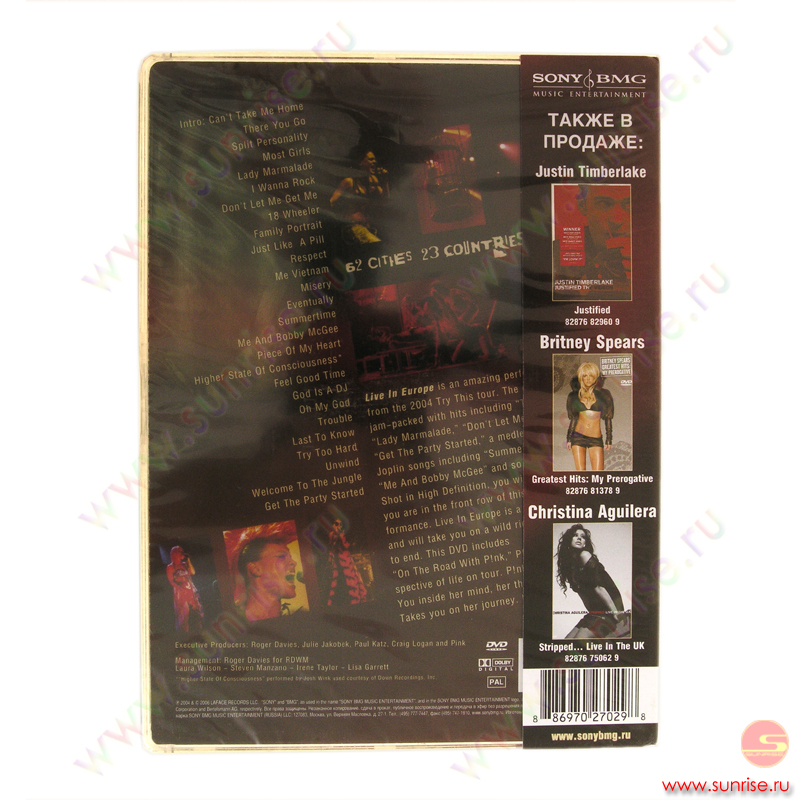 Intro: Can't Take Me Home
There You Go
Split Personality
Most Girls
Lady Marmalade
I Wanna Rock
Don't Let Me Get Me
18 Wheeler
Family Portrait
Just Like A Pill
Respect
Me Vietnam
Misery
Eventually
Summertime
Me And Bobby McGee
Piece Of My Heart
Higher State Of Consciousness*
Feel Good Time
God Is A DJ
Oh My God
Trouble
Last To Know
Try Too Hard
Unwind
Welcome To The Jungle
Get The Party Started
62 CITIES 23 COUNTRIES
Live In Europe is an amazing perf
from the 2004 Try This tour. The
jam-packed with hits including "
"Lady Marmalade," "Don't Let M
"Get The Party Started," a medl
Joplin songs including "Summe
"Me And Bobby McGee" and so
Shot in High Definition, you w
you are in the front row of this
formance. Live In Europe is a
and will take you on a wild ri
to end. This DVD includes
"On The Road With P!nk," P
spective of life on tour. P!n
You inside her mind, her th
Takes you on her journey.
Executive Producers: Roger Davies, Julie Jakobek, Paul Katz, Craig Logan and Pink
Management: Roger Davies for RDWM
Laura Wilson – Steven Manzano – Irene Taylor – Lisa Garrett
DVD
DOLBY
DIGITAL
PAL
SONY BMG
MUSIC ENTERTAINMENT
ТАКЖЕ В
ПРОДАЖЕ:
Justin Timberlake
JUSTIN TIMBERLAKE
Justified
82876 82960 9
Britney Spears
BRITNEY SPEARS
GREATEST HITS:
MY PREROGATIVE
DVD
Greatest Hits: My Prerogative
82876 81378 9
Christina Aguilera
CHRISTINA AGUILERA
Stripped... Live In The UK
82876 75062 9
8 86970 27029 8
www.sonybmg.ru
www.sunrise.ru
www.sunrise.ru